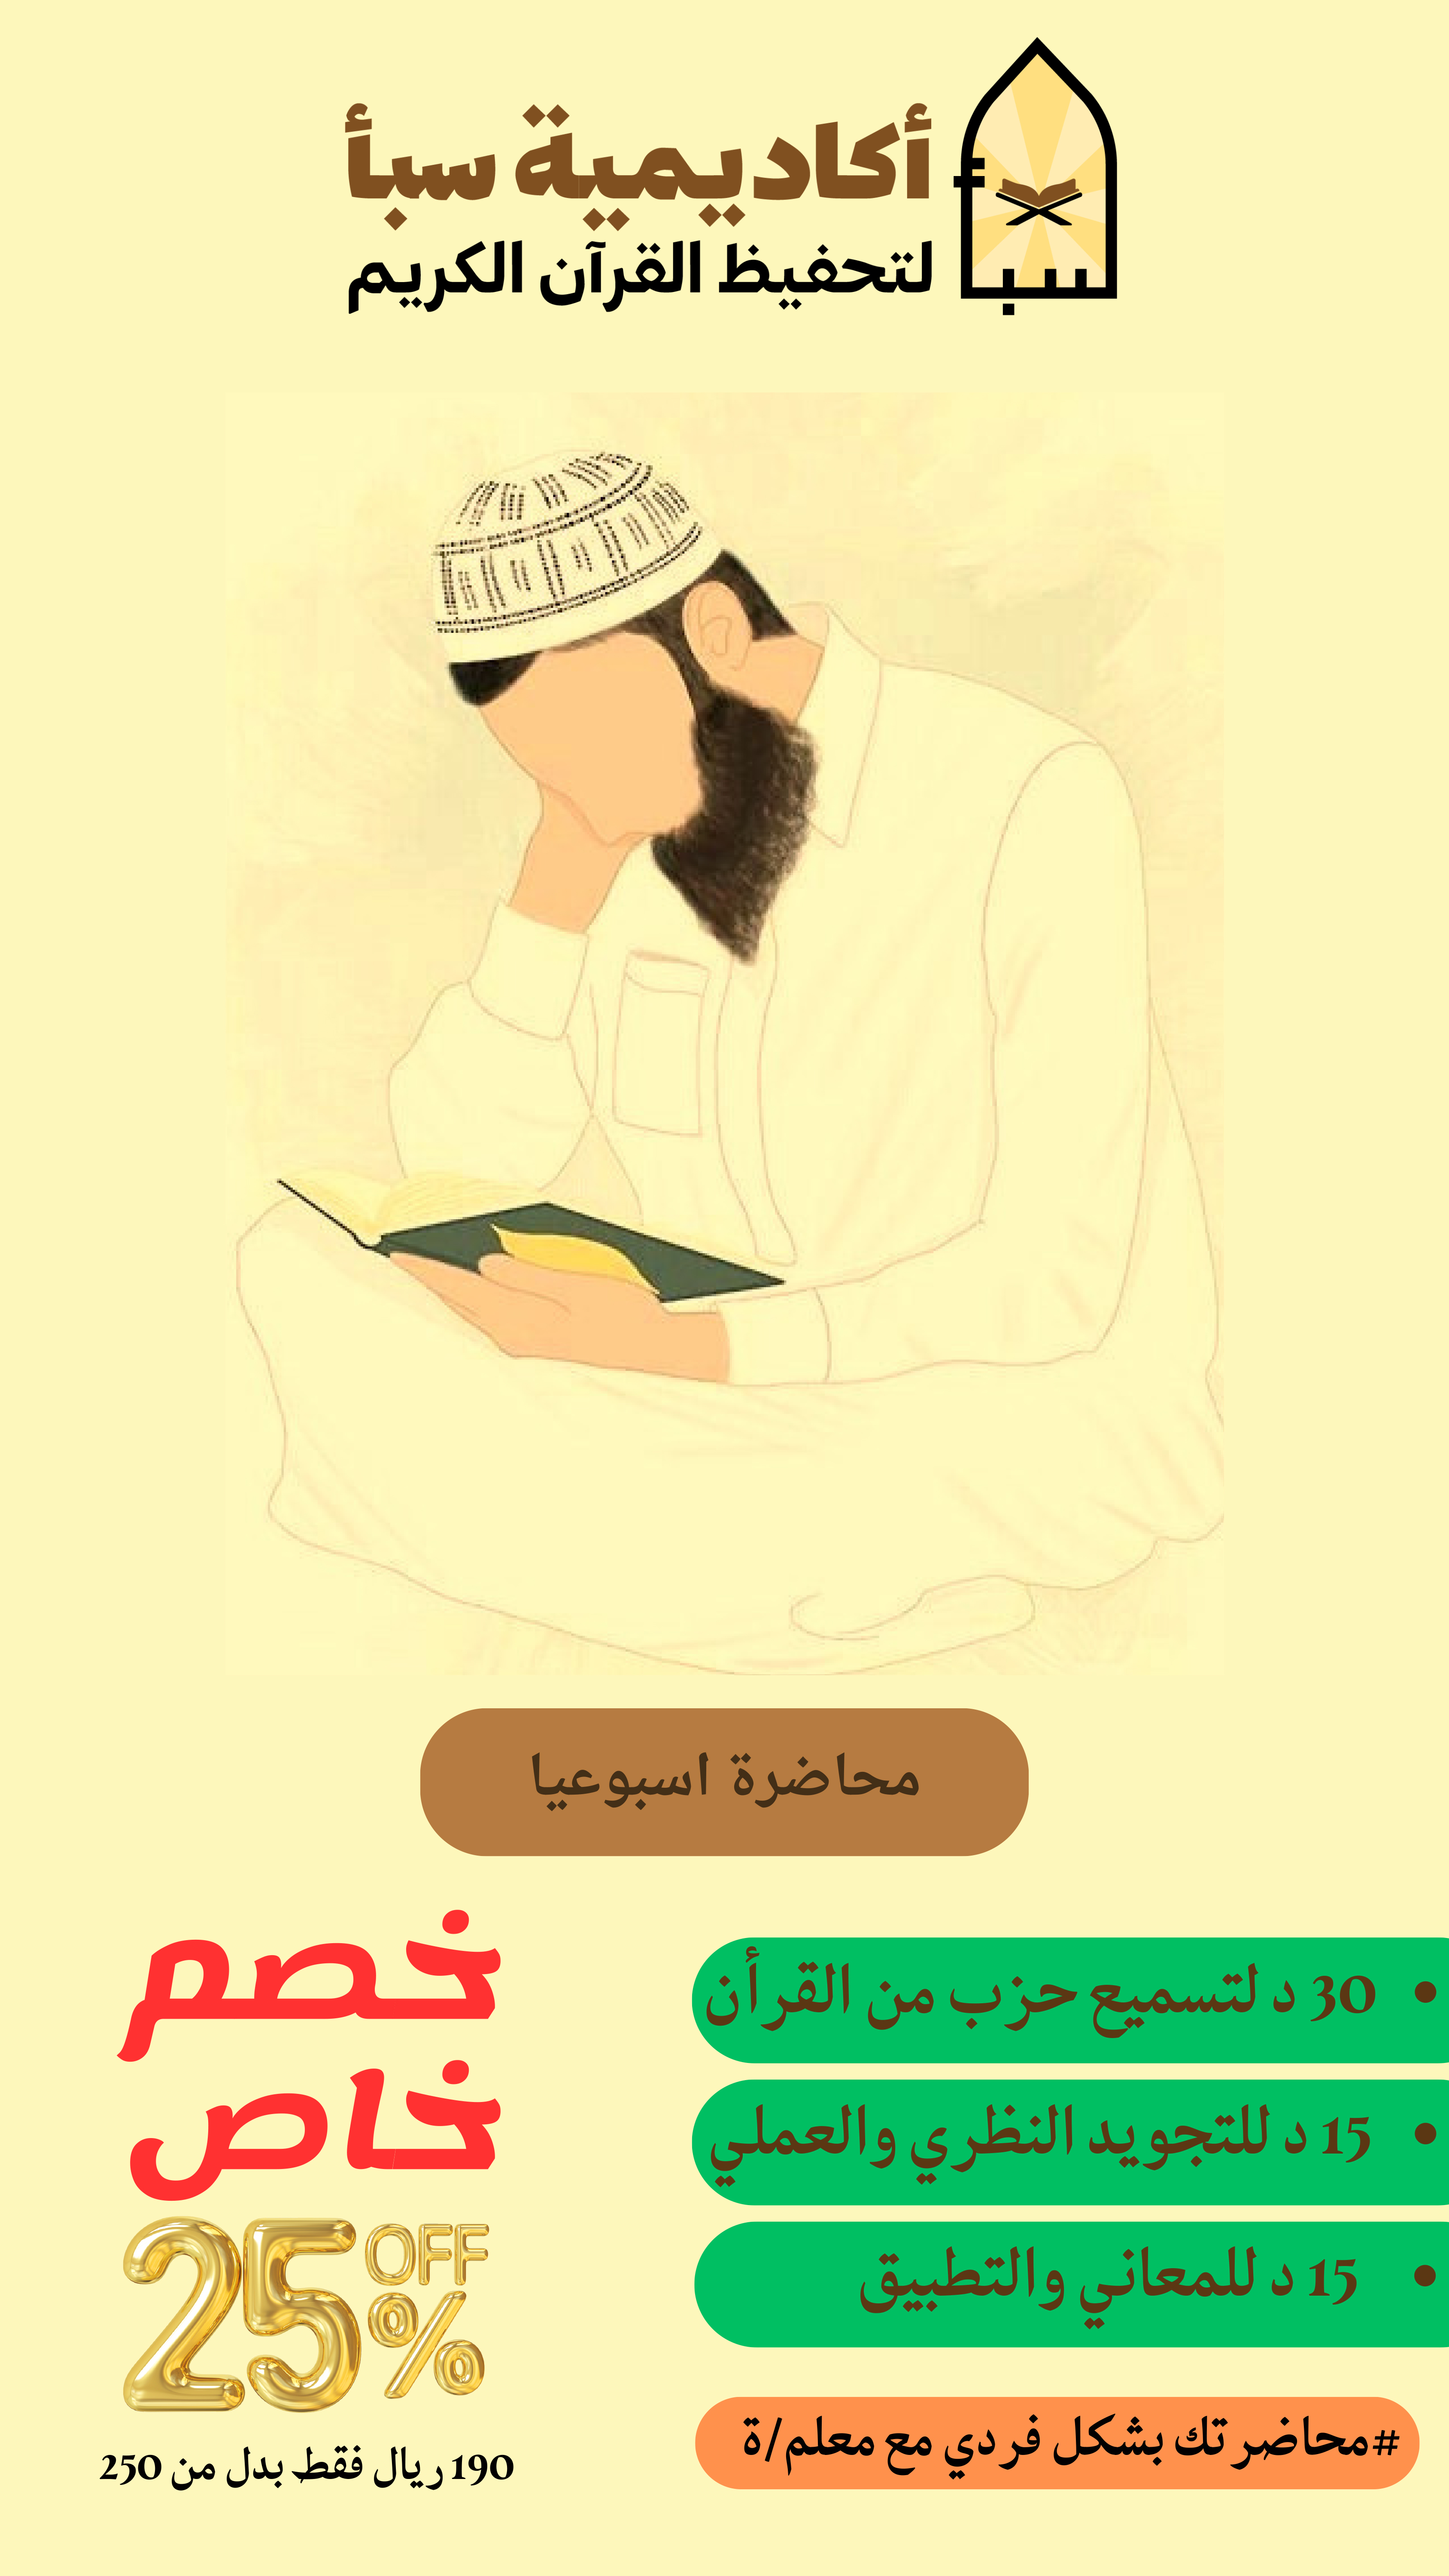 أكاديمية سبأ
لتحفيظ القرآن الكريم
سبأ
محاضرة اسبوعيا
• 30 د لتسميع حزب من القرأن
• 15 د للتجويد النظري والعملي
• 15 د للمعاني والتطبيق
#محاضرتك بشكل فردي مع معلم/ة
خصم
خاص
25% OFF
190 ريال فقط بدل من 250